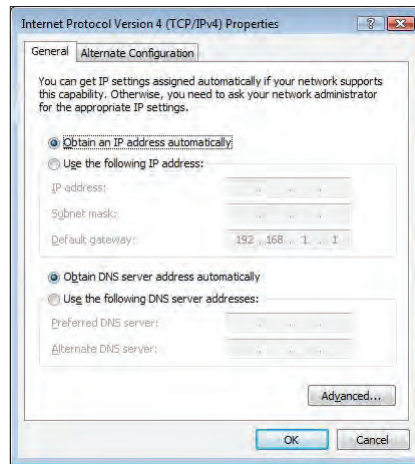 Internet Protocol Version 4 (TCP/IPv4) Properties
General
Alternate Configuration
You can get IP settings assigned automatically if your network supports
this capability. Otherwise, you need to ask your network administrator
for the appropriate IP settings.
Obtain an IP address automatically
Use the following IP address:
IP address:
Subnet mask:
Default gateway:
192 . 168 . 1 . 1
Obtain DNS server address automatically
Use the following DNS server addresses:
Preferred DNS server:
Alternate DNS server:
Advanced...
OK
Cancel